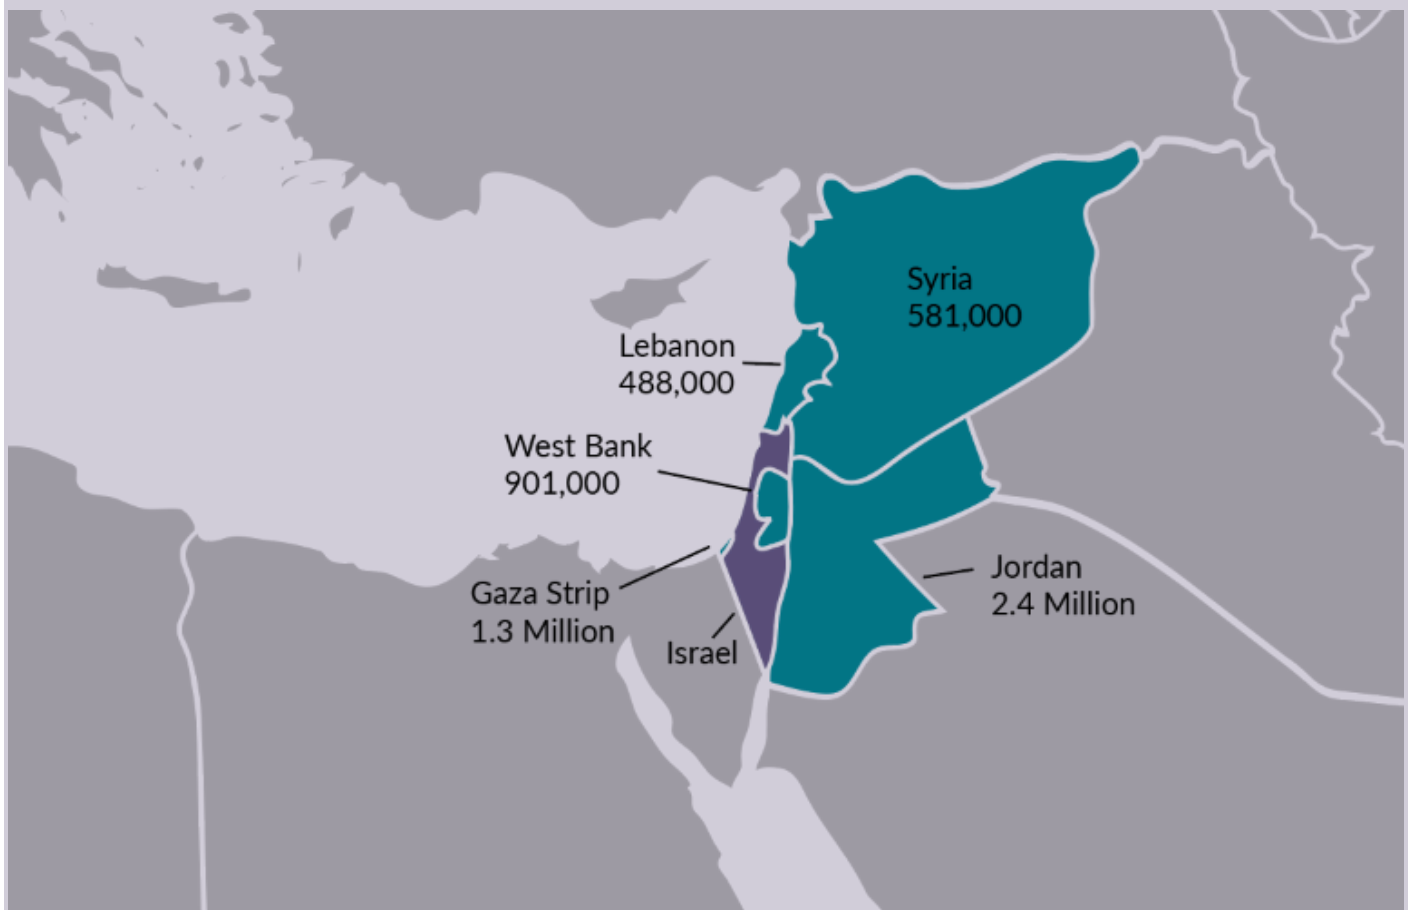 Syria
581,000
Lebanon
488,000
West Bank
901,000
Gaza Strip
1.3 Million
Israel
Jordan
2.4 Million